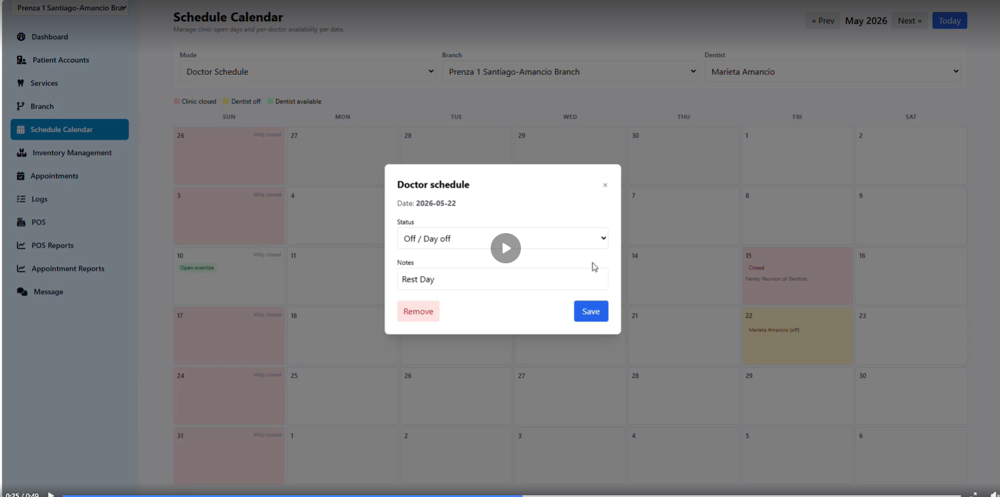 Prenza 1 Santiago-Amancio Bra
Dashboard
Patient Accounts
Services
Branch
Schedule Calendar
Inventory Management
Appointments
Logs
POS
POS Reports
Appointment Reports
Message
Schedule Calendar
Manage clinic open days and per-doctor availability per date.
« Prev May 2026 Next » Today
Mode Branch Dentist
Doctor Schedule Prenza 1 Santiago-Amancio Branch Marieta Amancio
Clinic closed Dentist off Dentist available
SUN MON TUE WED THU FRI SAT
26 Wkly closed 27 28 29 30 1 2
3 Wkly closed 4 7 8 9
10 Wkly closed 11 14 15 16
Open override Closed
Family Reunion of Dentists
17 Wkly closed 18 21 22 23
Marieta Amancio (off)
24 Wkly closed 25 26 27 28 29 30
31 Wkly closed 1 2 3 4 5 6
Doctor schedule ×
Date: 2026-05-22
Status
Off / Day off
Notes
Rest Day
Remove Save
0:25 / 0:49